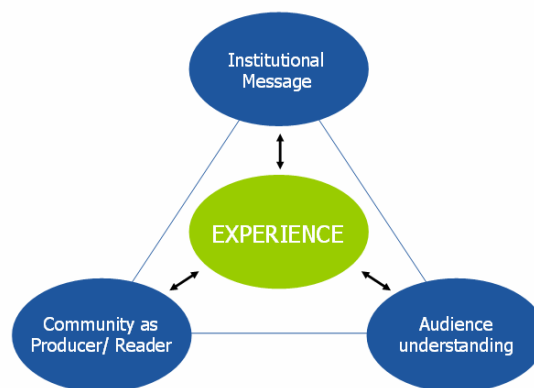 Institutional
Message
EXPERIENCE
Community as
Producer/ Reader
Audience
understanding